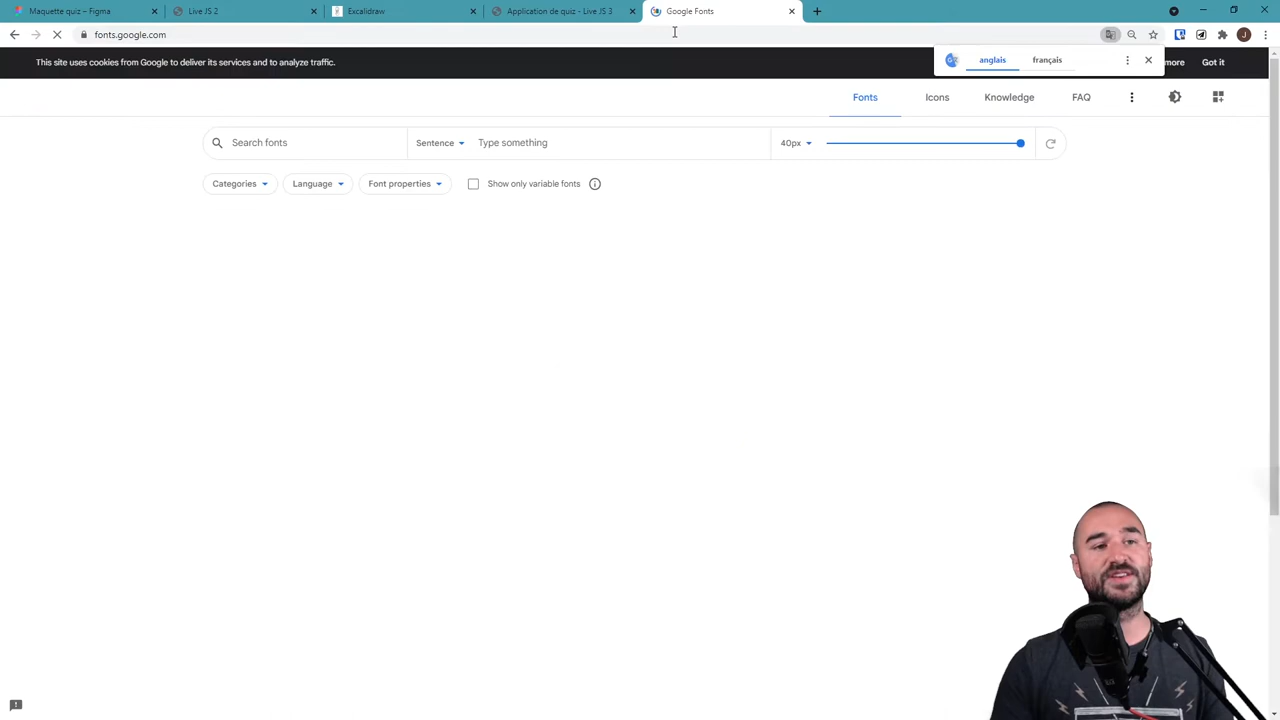 Maquette quiz – Figma
Live JS 2
Excalidraw
Application de quiz - Live JS 3
Google Fonts
fonts.google.com
J
This site uses cookies from Google to deliver its services and to analyze traffic.
anglais
français
more
Got it
Fonts
Icons
Knowledge
FAQ
Search fonts
Sentence
Type something
40px
Categories
Language
Font properties
Show only variable fonts